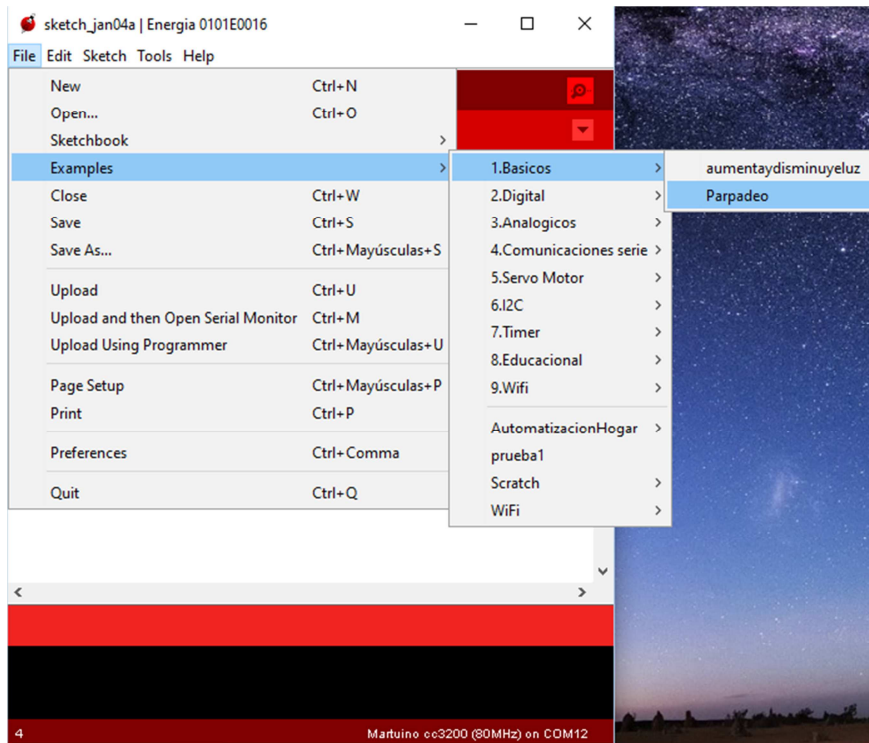 sketch_jan04a | Energia 0101E0016
File Edit Sketch Tools Help
New Ctrl+N
Open... Ctrl+O
Sketchbook
Examples
Close Ctrl+W
Save Ctrl+S
Save As... Ctrl+Mayúsculas+S
Upload Ctrl+U
Upload and then Open Serial Monitor Ctrl+M
Upload Using Programmer Ctrl+Mayúsculas+U
Page Setup Ctrl+Mayúsculas+P
Print Ctrl+P
Preferences Ctrl+Comma
Quit Ctrl+Q
1.Basicos
2.Digital
3.Analogicos
4.Comunicaciones serie
5.Servo Motor
6.I2C
7.Timer
8.Educacional
9.Wifi
AutomatizacionHogar
prueba1
Scratch
WiFi
aumentaydisminuyeluz
Parpadeo
4 Martuino cc3200 (80MHz) on COM12